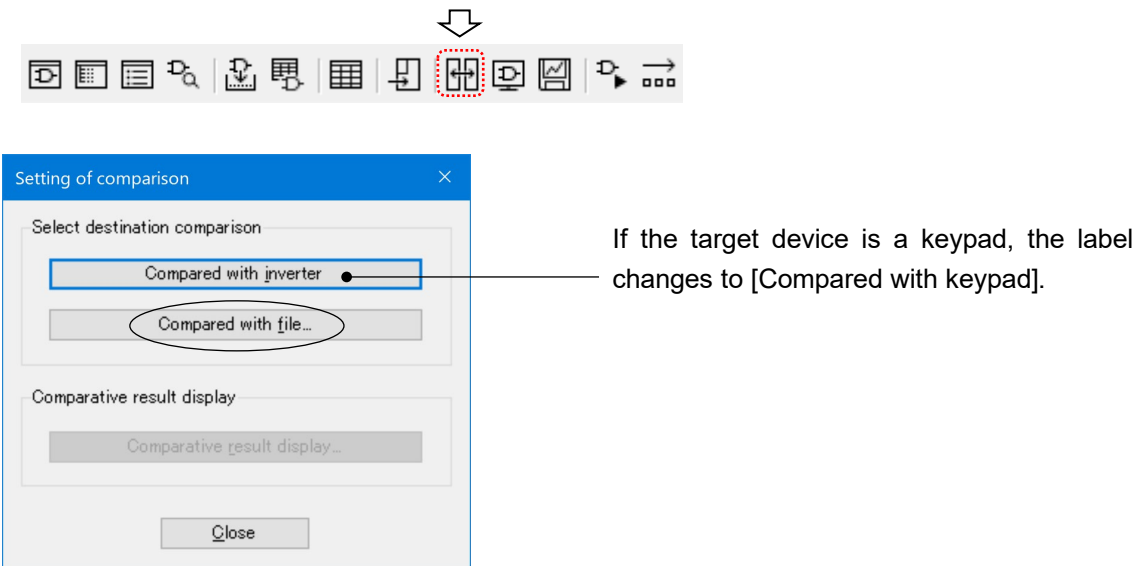 Setting of comparison
Select destination comparison
Compared with inverter
Compared with file...
If the target device is a keypad, the label
changes to [Compared with keypad].
Comparative result display
Comparative result display...
Close